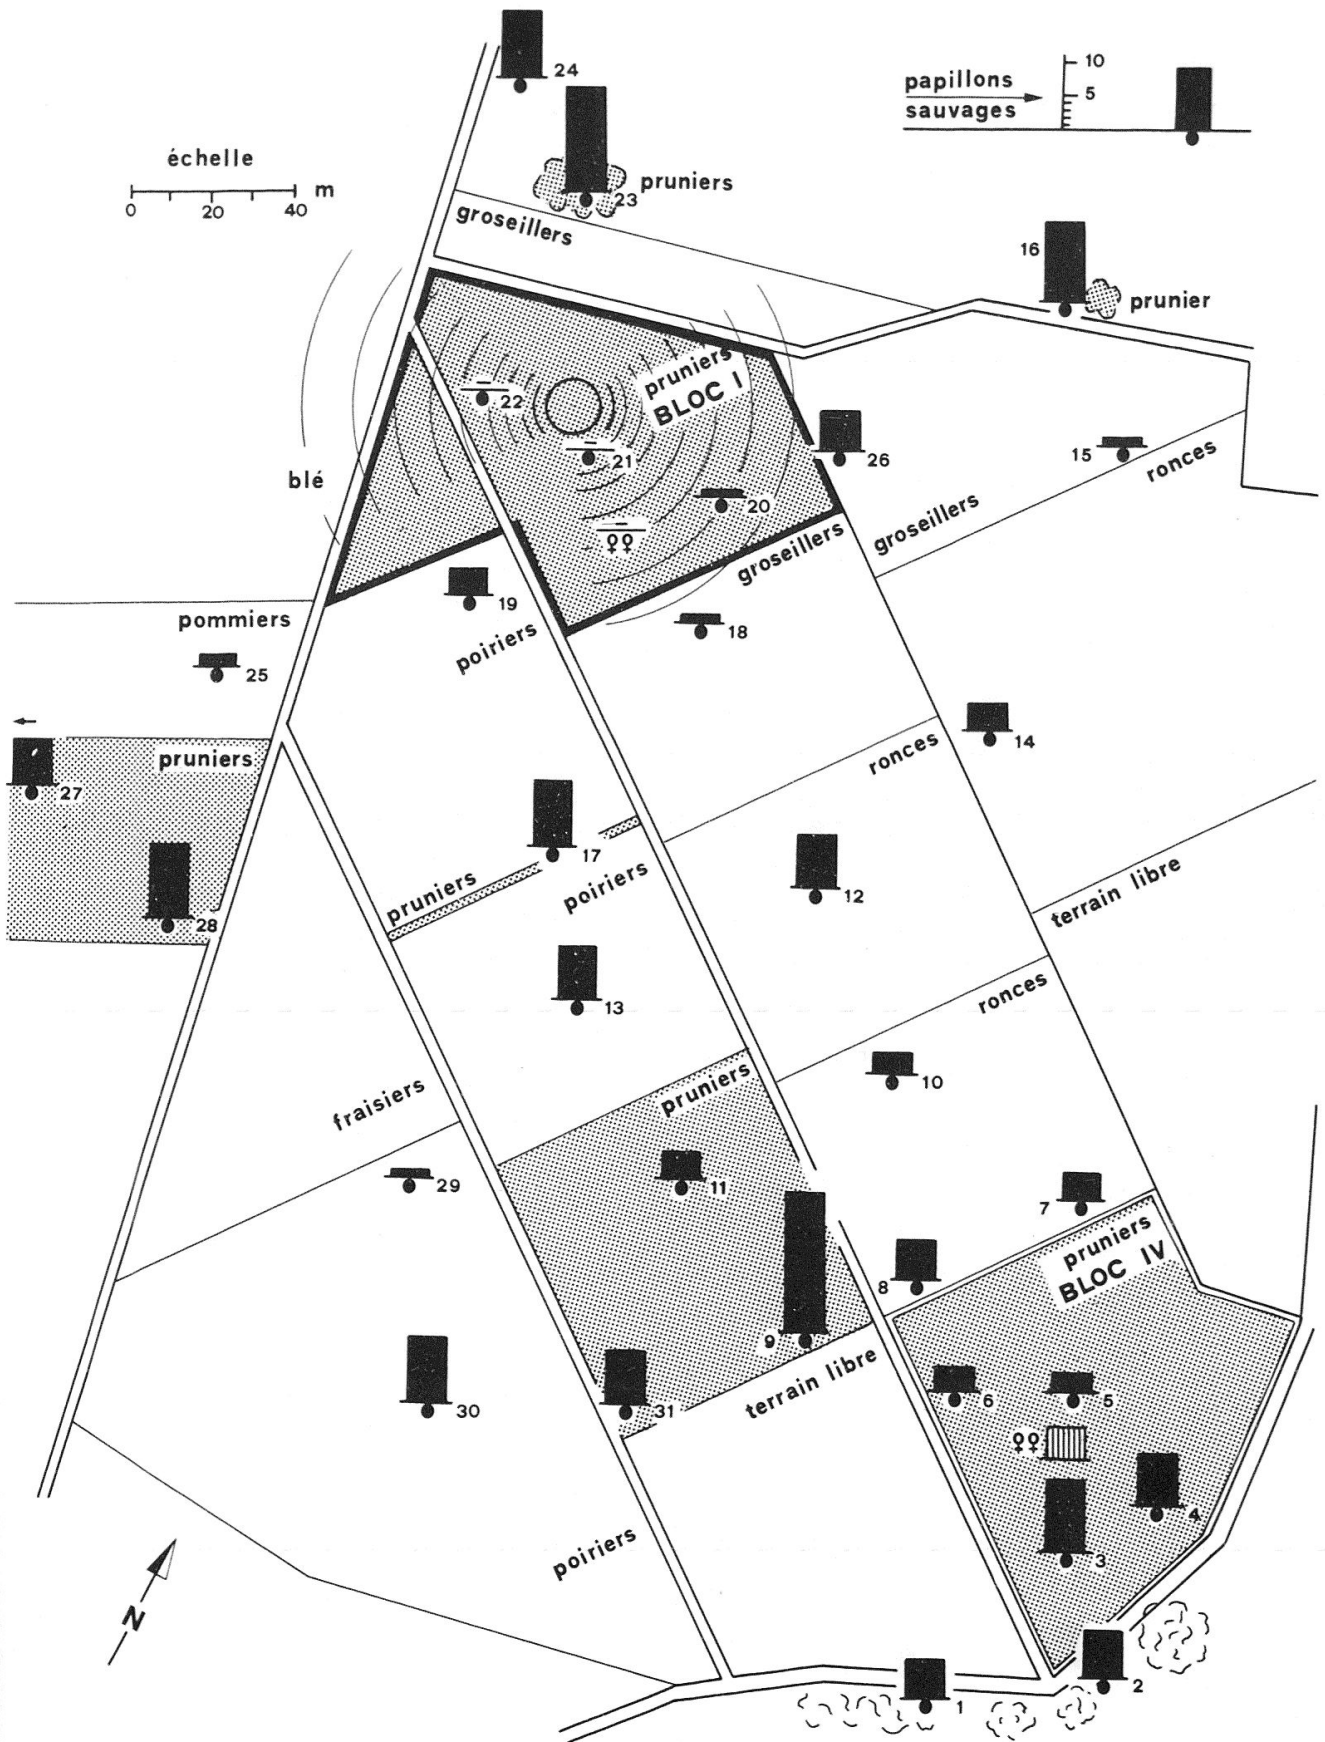 24
papillons
sauvages
10
5
échelle
m
0 20 40
pruniers
23
groseillers
16
prunier
pruniers
BLOC I
22
21
26
15
ronces
blé
20
♀♀
groseillers
groseillers
19
18
pommiers
poiriers
25
pruniers
27
14
ronces
17
pruniers
poiriers
12
terrain libre
28
13
ronces
10
pruniers
fraisiers
29
11
7
pruniers
BLOC IV
8
9
terrain libre
30
31
6
5
♀♀
4
3
poiriers
N
2
1